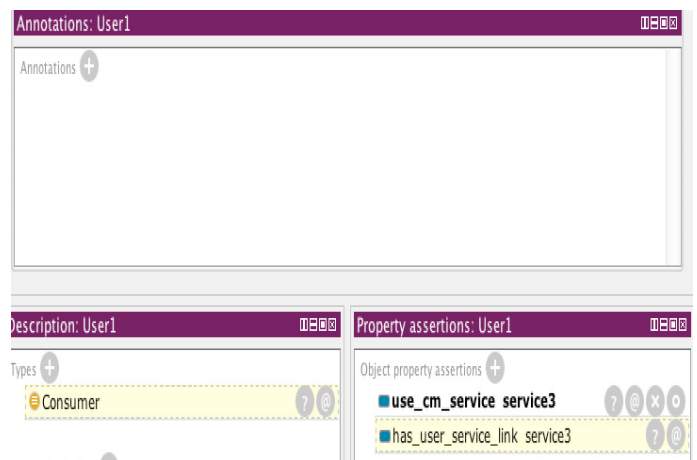 Annotations: User1
Annotations
Description: User1
Types
Consumer
Property assertions: User1
Object property assertions
use_cm_service service3
has_user_service_link service3